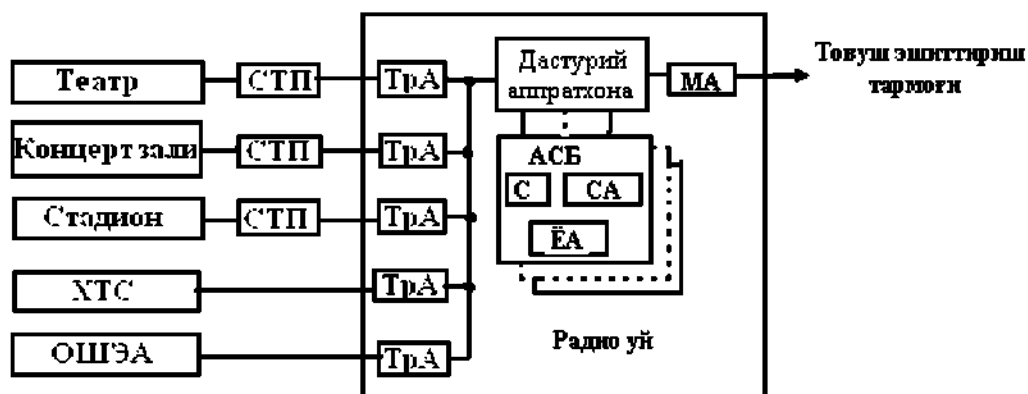 Театр
СТП
ТрА
Дастурий
аппратхона
МА
Товуш эшиттириш
тармоғи
Концерт зали
СТП
ТрА
АСБ
С
СА
ЁА
Стадион
СТП
ТрА
ХТС
ТрА
Радио уй
ОШЭА
ТрА